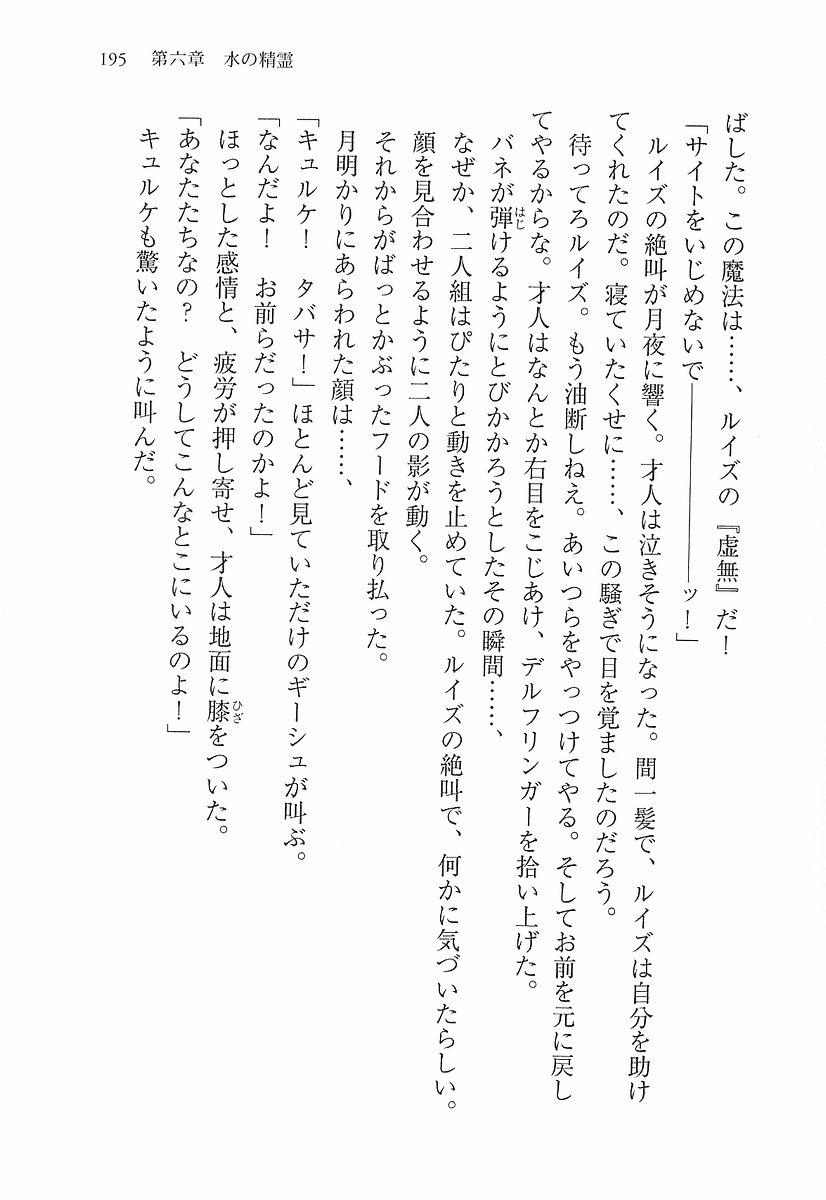 195　第六章　水の精霊
ばした。この魔法は……、ルイズの『虚無』だ！
「サイトをいじめないで――――――――ッ！」
　ルイズの絶叫が月夜に響く。才人は泣きそうになった。間一髪で、ルイズは自分を助け
てくれたのだ。寝ていたくせに……、この騒ぎで目を覚ましたのだろう。
　待ってろルイズ。もう油断しねえ。あいつらをやっつけてやる。そしてお前を元に戻し
てやるからな。才人はなんとか右目をこじあけ、デルフリンガーを拾い上げた。
　バネが弾（はじ）けるようにとびかかろうとしたその瞬間……、
　なぜか、二人組はぴたりと動きを止めていた。ルイズの絶叫で、何かに気づいたらしい。
顔を見合わせるように二人の影が動く。
　それからがばっとかぶったフードを取り払った。
　月明かりにあらわれた顔は……、
「キュルケ！　タバサ！」ほとんど見ていただけのギーシュが叫ぶ。
「なんだよ！　お前らだったのかよ！」
　ほっとした感情と、疲労が押し寄せ、才人は地面に膝（ひざ）をついた。
「あなたたちなの？　どうしてこんなとこにいるのよ！」
　キュルケも驚いたように叫んだ。